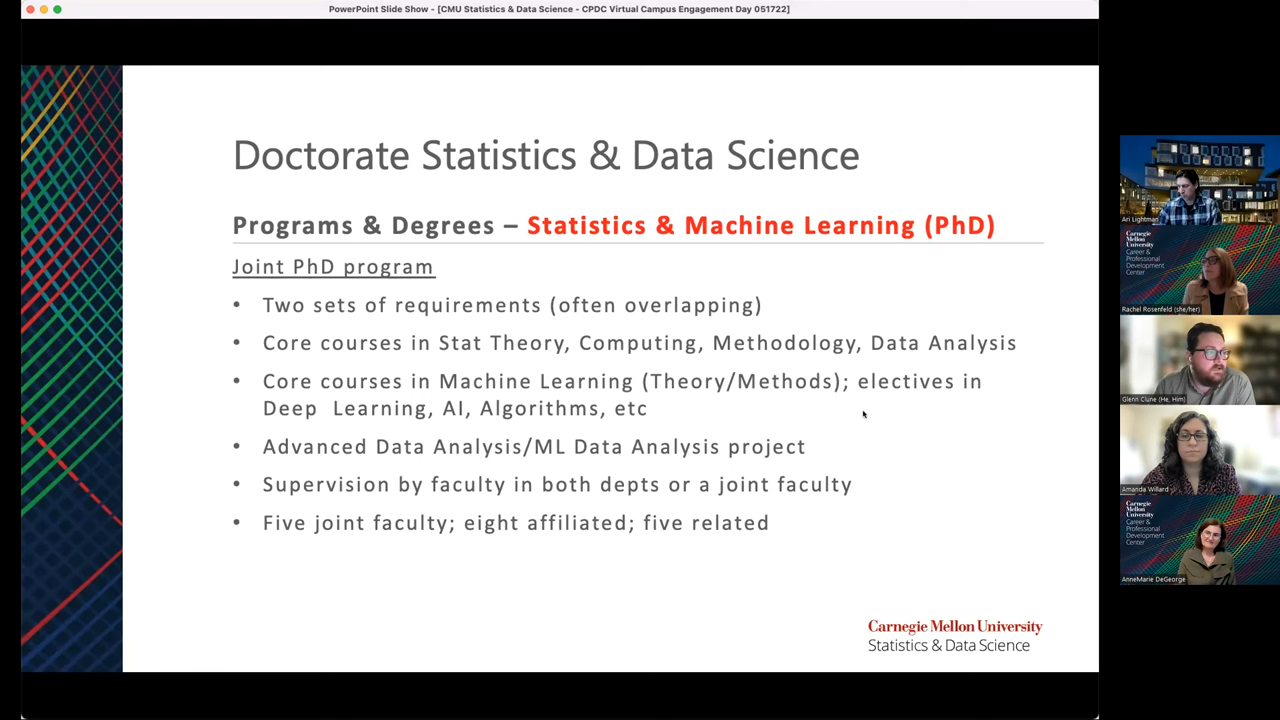 PowerPoint Slide Show - [CMU Statistics & Data Science - CPDC Virtual Campus Engagement Day 051722]
Doctorate Statistics & Data Science
Programs & Degrees – Statistics & Machine Learning (PhD)
Joint PhD program
• Two sets of requirements (often overlapping)
• Core courses in Stat Theory, Computing, Methodology, Data Analysis
• Core courses in Machine Learning (Theory/Methods); electives in
Deep Learning, AI, Algorithms, etc
• Advanced Data Analysis/ML Data Analysis project
• Supervision by faculty in both depts or a joint faculty
• Five joint faculty; eight affiliated; five related
Carnegie Mellon University
Statistics & Data Science
Ari Lightman
Carnegie
Mellon
University
Career &
Professional
Development
Center
Rachel Rosenfeld (she/her)
Glenn Clune (He, Him)
Amanda Willard
Carnegie
Mellon
University
Career &
Professional
Development
Center
AnneMarie DeGeorge